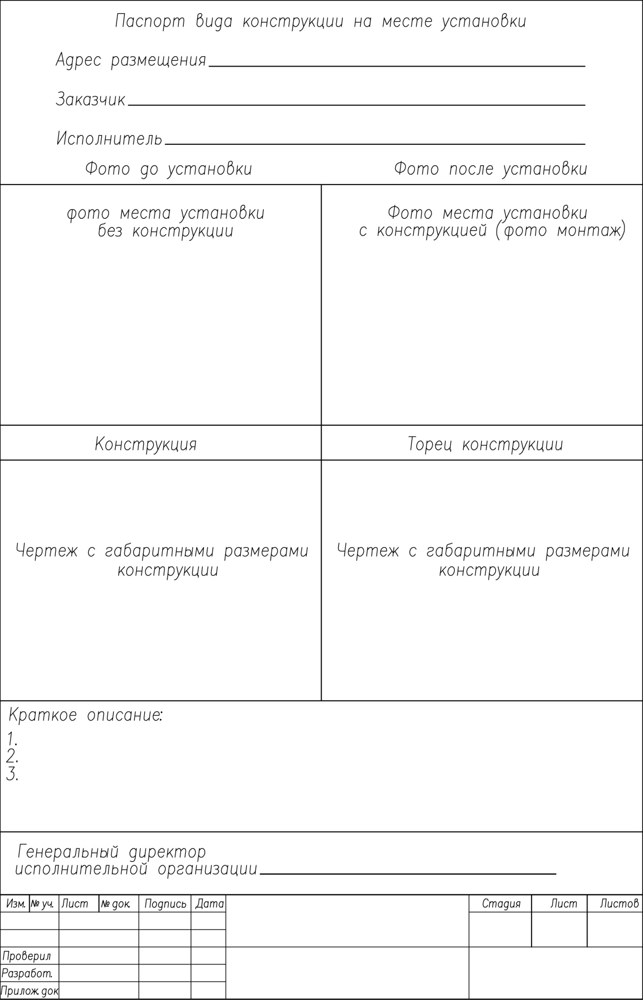 Паспорт вида конструкции на месте установки
Адрес размещения
Заказчик
Исполнитель
Фото до установки
Фото после установки
фото места установки
без конструкции
Фото места установки
с конструкцией (фото монтаж)
Конструкция
Торец конструкции
Чертеж с габаритными размерами
конструкции
Чертеж с габаритными размерами
конструкции
Краткое описание:
1.
2.
3.
Генеральный директор
исполнительной организации
Изм. № уч. Лист № док. Подпись Дата
Стадия Лист Листов
Проверил
Разработ.
Прилож.док